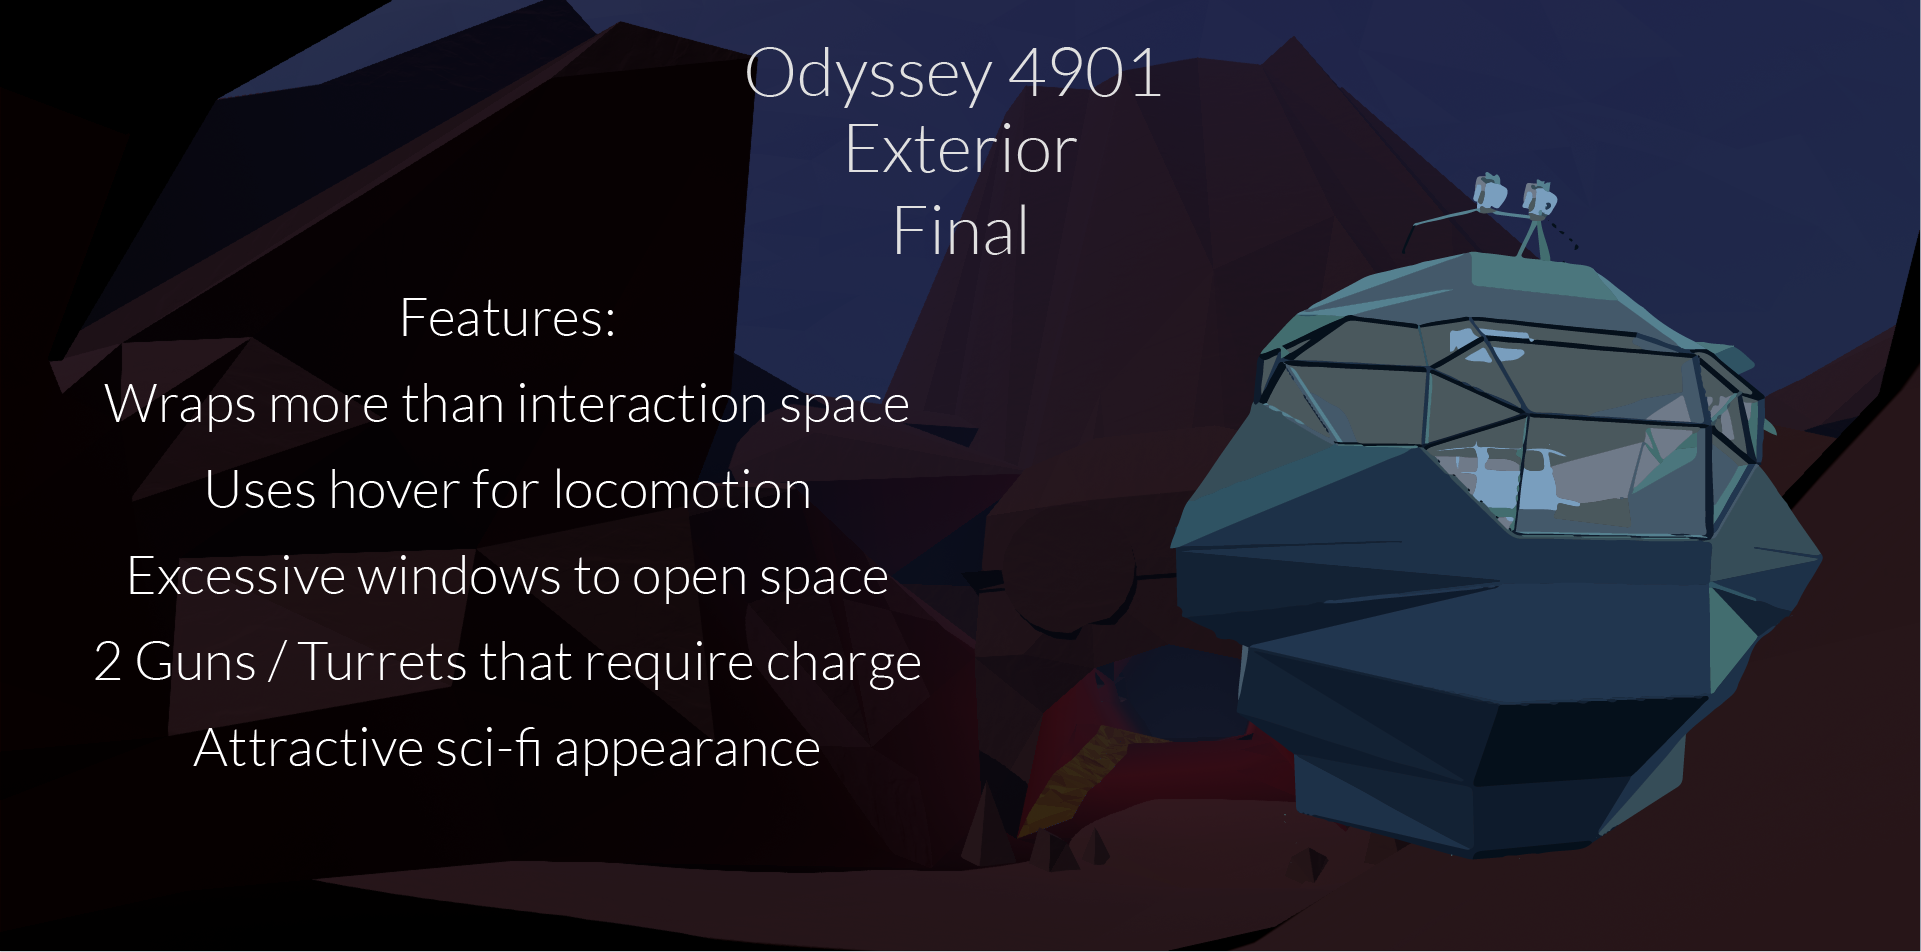 Odyssey 4901
Exterior
Final
Features:
Wraps more than interaction space
Uses hover for locomotion
Excessive windows to open space
2 Guns / Turrets that require charge
Attractive sci-fi appearance